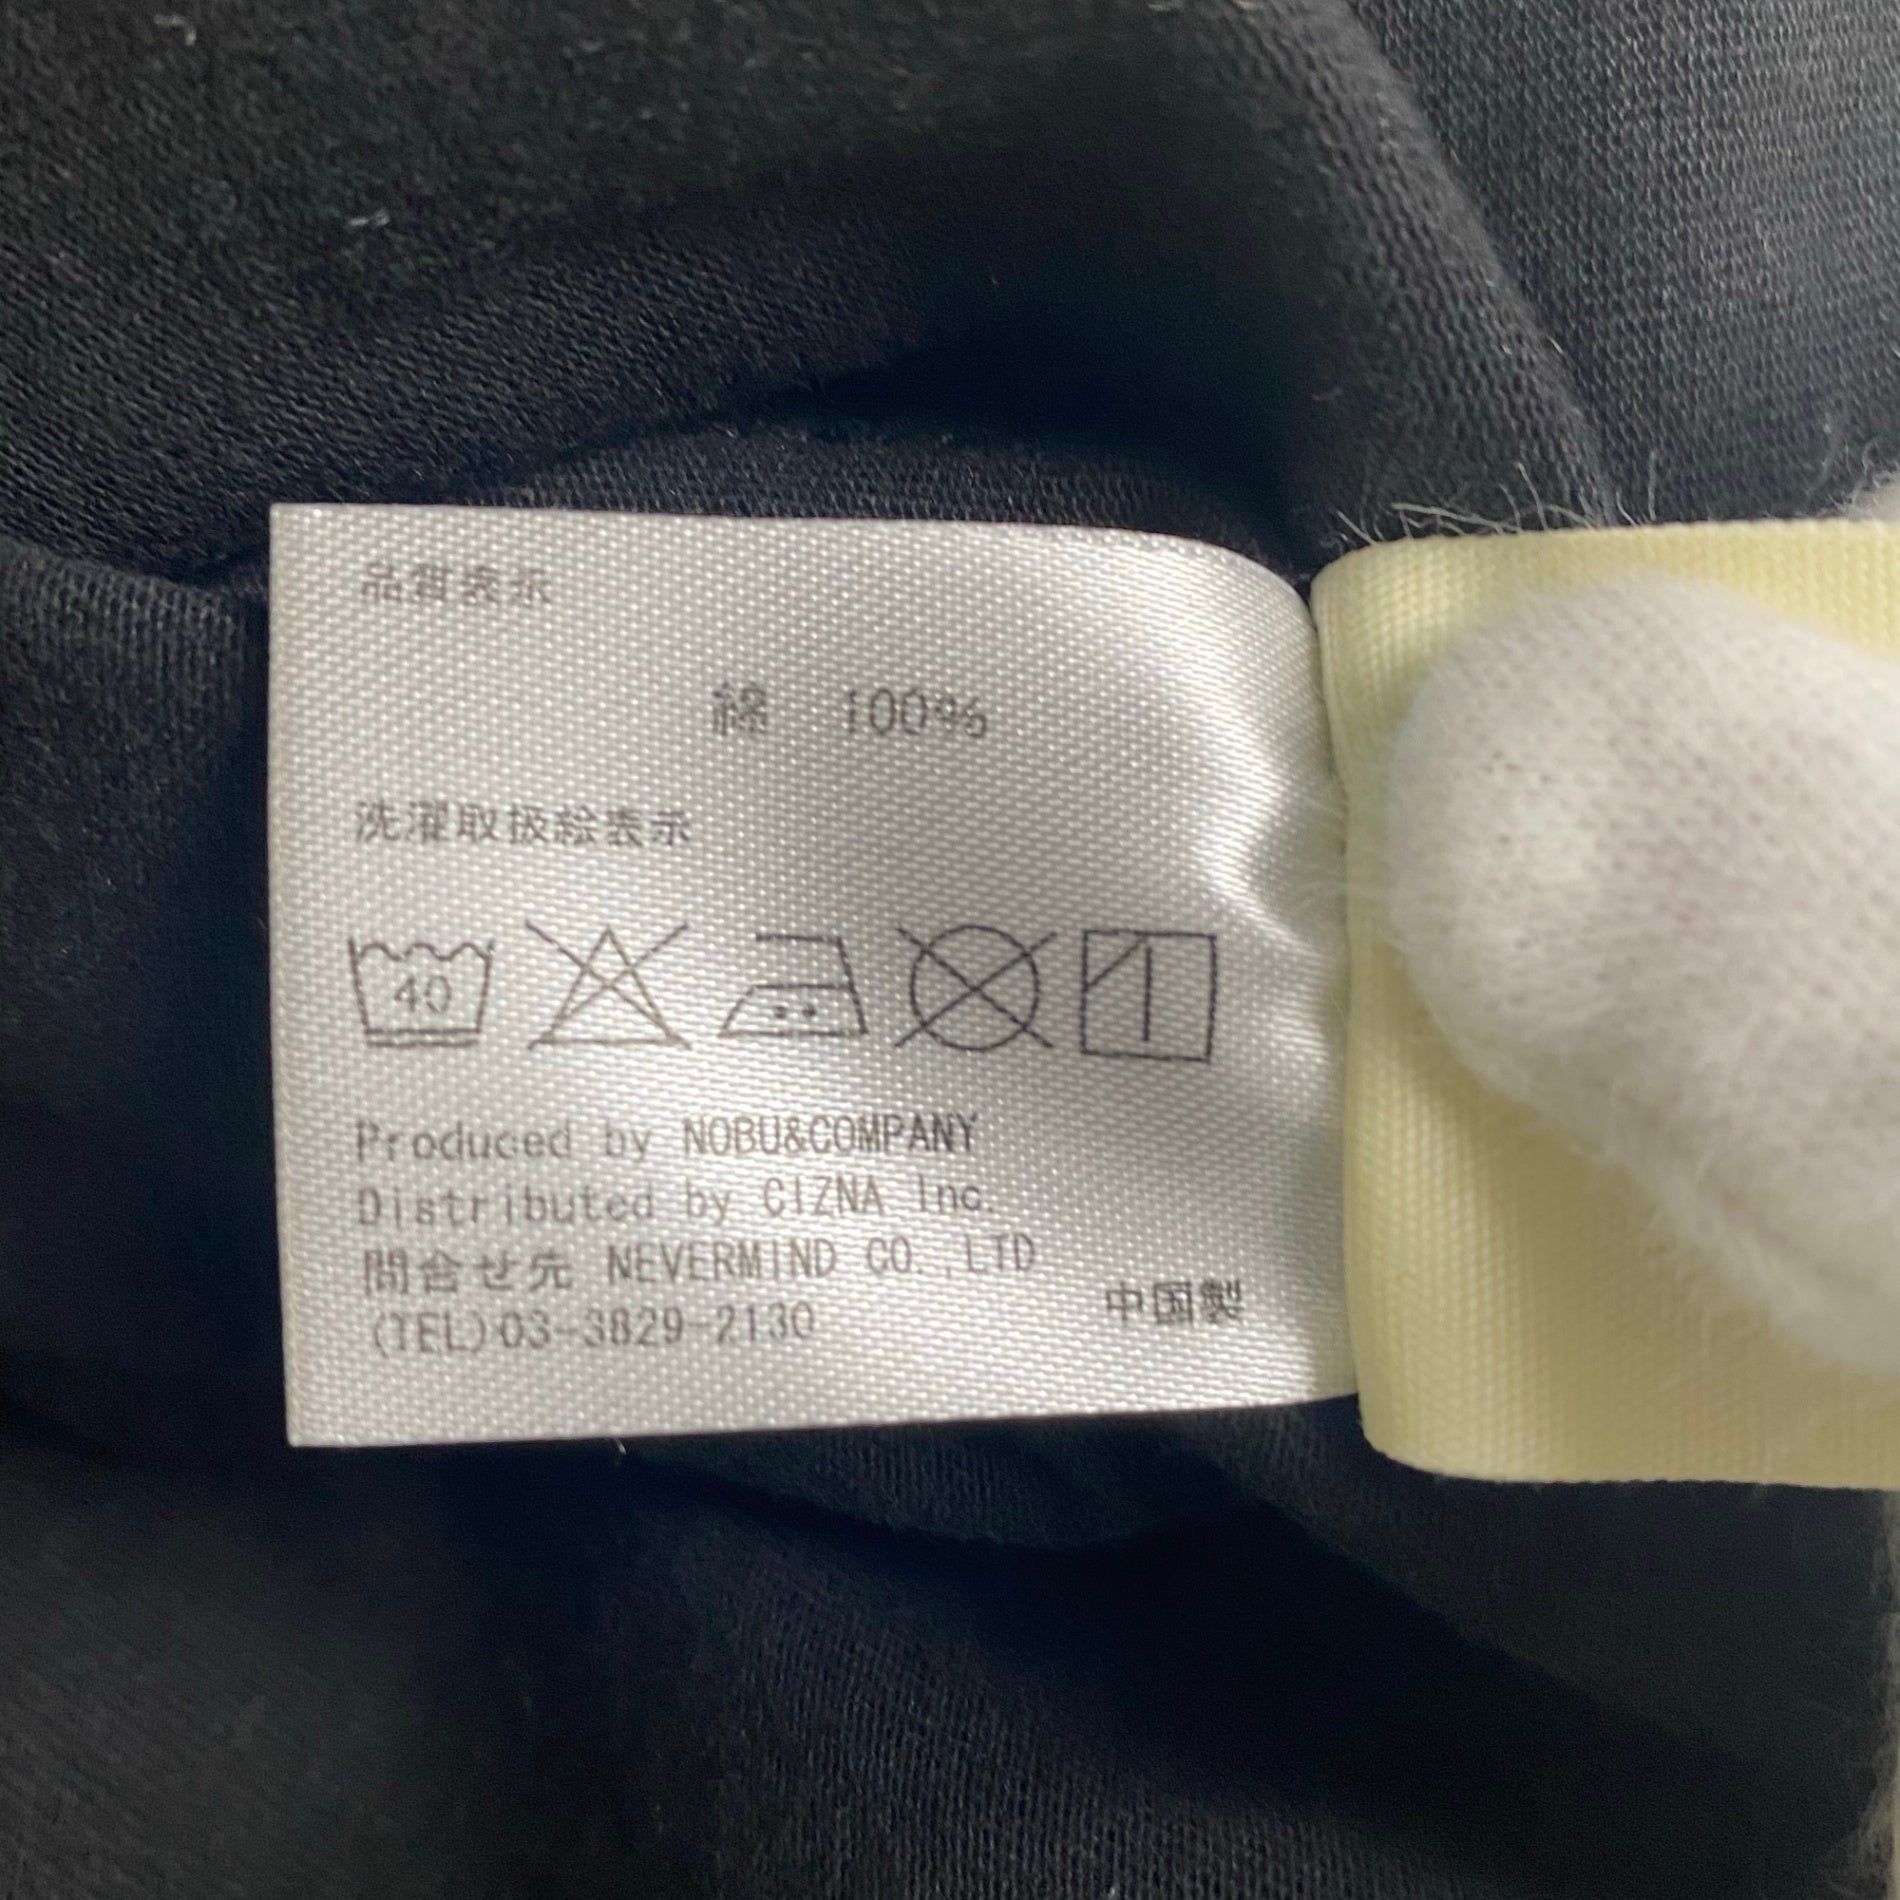 品質表示
綿 100%
洗濯取扱絵表示
40
Produced by NOBU&COMPANY
Distributed by CIZNA Inc.
問合せ先 NEVERMIND CO.,LTD
(TEL)03-3829-2130
中国製